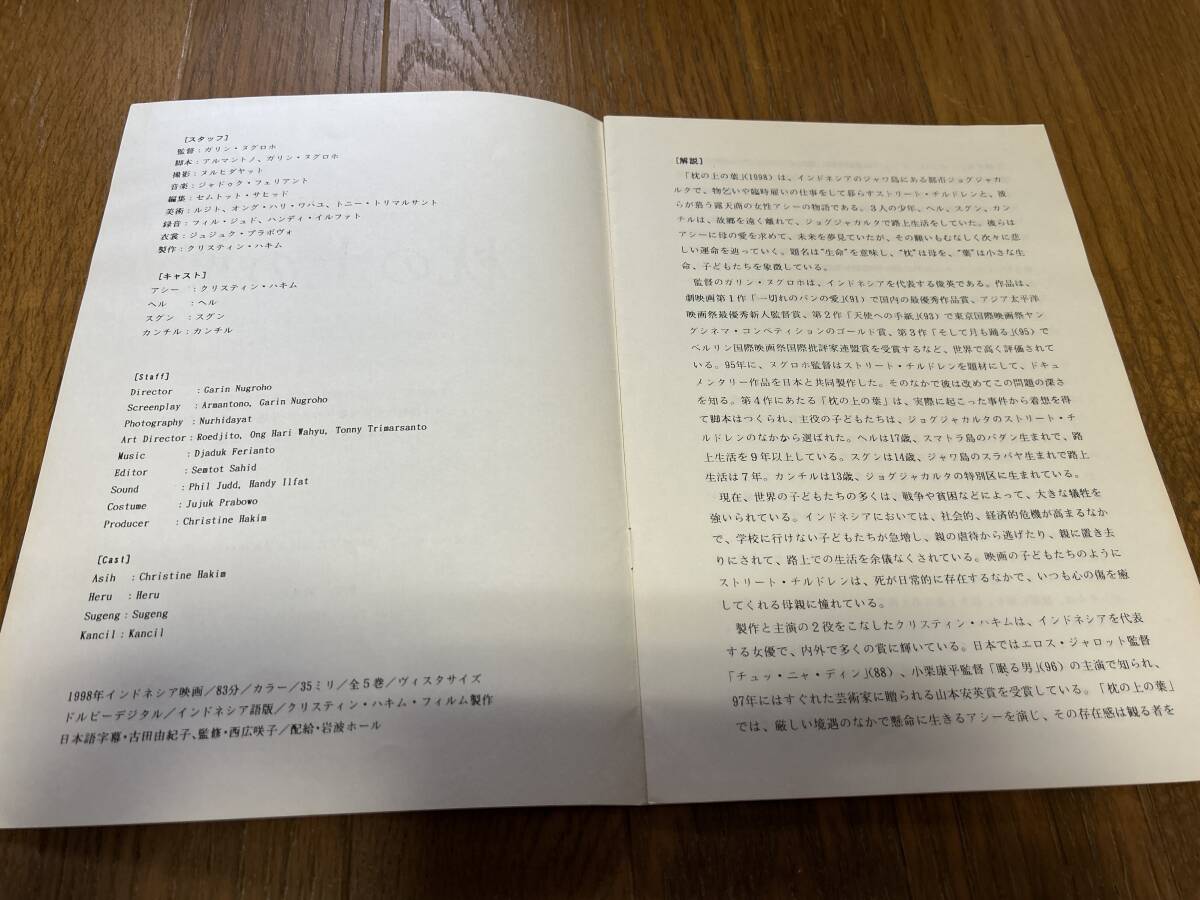 [スタッフ]
監督：ガリン・ヌグロホ
脚本：アルマントノ、ガリン・ヌグロホ
撮影：ヌルヒダヤット
音楽：ジャドゥク・フェリアント
編集：セムトット・サヒッド
美術：ルジト、オング・ハリ・ワハユ、トニー・トリマルサント
録音：フィル・ジュド、ハンディ・イルファット
衣裳：ジュジュク・プラボヴォ
製作：クリスティン・ハキム
[キャスト]
アシー：クリスティン・ハキム
ヘル：ヘル
スグン：スグン
カンチル：カンチル
[Staff]
Director : Garin Nugroho
Screenplay : Armantono, Garin Nugroho
Photography : Nurhidayat
Art Director : Roedjito, Ong Hari Wahyu, Tonny Trimarsanto
Music : Djaduk Ferianto
Editor : Semtot Sahid
Sound : Phil Judd, Handy Ilfat
Costume : Jujuk Prabowo
Producer : Christine Hakim
[Cast]
Asih : Christine Hakim
Heru : Heru
Sugeng : Sugeng
Kancil : Kancil
1998年インドネシア映画／83分／カラー／35ミリ／全５巻／ヴィスタサイズ
ドルビーデジタル／インドネシア語版／クリスティン・ハキム・フィルム製作
日本語字幕・古田由紀子、監修・西広咲子／配給・岩波ホール
[解説]
「枕の上の葉」(1998)は、インドネシアのジャワ島にある都市ジョグジャカ
ルタで、物乞いや臨時雇いの仕事をして暮らすストリート・チルドレンと、彼
らが慕う露天商の女性アシーの物語である。３人の少年、ヘル、スグン、カン
チルは、故郷を遠く離れて、ジョグジャカルタで路上生活をしていた。彼らは
アシーに母の愛を求めて、未来を夢見ていたが、その願いもむなしく次々に悲
しい運命を辿っていく。題名は“生命”を意味し、“枕”は母を、“葉”は小さな生
命、子どもたちを象徴している。
監督のガリン・ヌグロホは、インドネシアを代表する俊英である。作品は、
劇映画第１作「一切れのパンの愛」(91)で国内の最優秀作品賞、アジア太平洋
映画祭最優秀新人監督賞、第２作「天使への手紙」(93)で東京国際映画祭ヤン
グシネマ・コンペティションのゴールド賞、第３作「そして月も踊る」(95)で
ベルリン国際映画祭国際批評家連盟賞を受賞するなど、世界で高く評価されて
いる。95年に、ヌグロホ監督はストリート・チルドレンを題材にして、ドキュ
メンタリー作品を日本と共同製作した。そのなかで彼は改めてこの問題の深さ
を知る。第４作にあたる「枕の上の葉」は、実際に起こった事件から着想を得
て脚本はつくられ、主役の子どもたちは、ジョグジャカルタのストリート・チ
ルドレンのなかから選ばれた。ヘルは17歳、スマトラ島のパダン生まれで、路
上生活を９年以上している。スグンは14歳、ジャワ島のスラバヤ生まれで路上
生活は７年。カンチルは13歳、ジョグジャカルタの特別区に生まれている。
現在、世界の子どもたちの多くは、戦争や貧困などによって、大きな犠牲を
強いられている。インドネシアにおいては、社会的、経済的危機が高まるなか
で、学校に行けない子どもたちが急増し、親の虐待から逃げたり、親に置き去
りにされて、路上での生活を余儀なくされている。映画の子どもたちのように
ストリート・チルドレンは、死が日常的に存在するなかで、いつも心の傷を癒
してくれる母親に憧れている。
製作と主演の２役をこなしたクリスティン・ハキムは、インドネシアを代表
する女優で、内外で多くの賞に輝いている。日本ではエロス・ジャロット監督
「チュッ・ニャ・ディン」(88)、小栗康平監督「眠る男」(96)の主演で知られ、
97年にはすぐれた芸術家に贈られる山本安英賞を受賞している。「枕の上の葉」
では、厳しい境遇のなかで懸命に生きるアシーを演じ、その存在感は観る者を